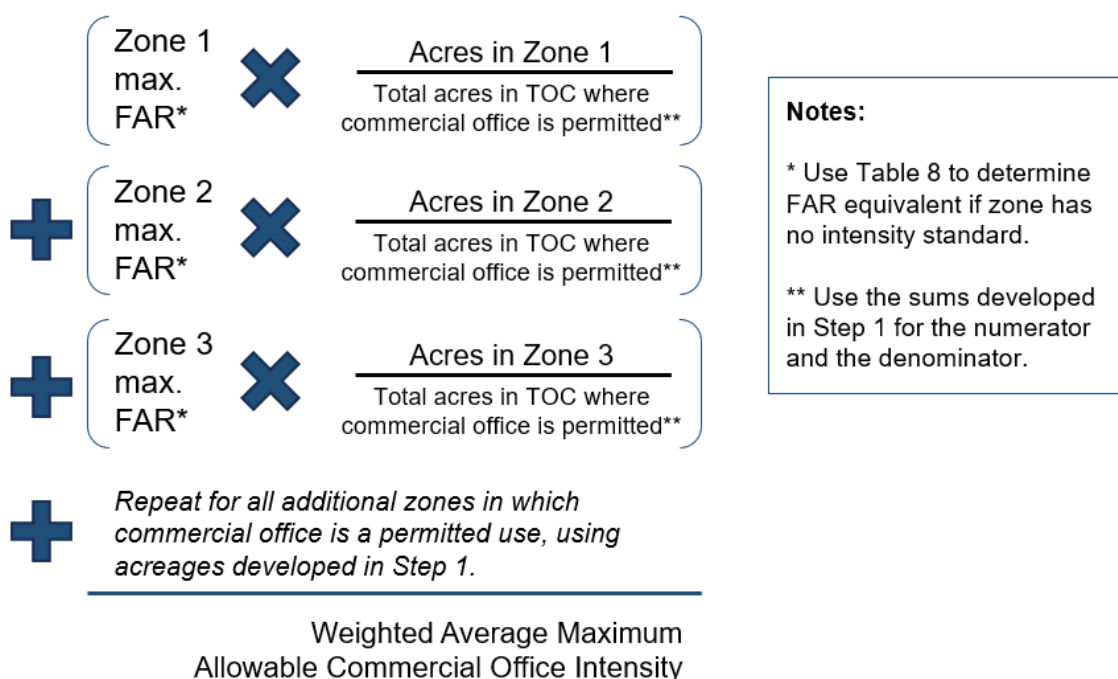 Zone 1
max.
FAR*
Acres in Zone 1
Total acres in TOC where
commercial office is permitted**
Zone 2
max.
FAR*
Acres in Zone 2
Total acres in TOC where
commercial office is permitted**
Zone 3
max.
FAR*
Acres in Zone 3
Total acres in TOC where
commercial office is permitted**
Repeat for all additional zones in which
commercial office is a permitted use, using
acreages developed in Step 1.
Weighted Average Maximum
Allowable Commercial Office Intensity
Notes:
* Use Table 8 to determine
FAR equivalent if zone has
no intensity standard.
** Use the sums developed
in Step 1 for the numerator
and the denominator.